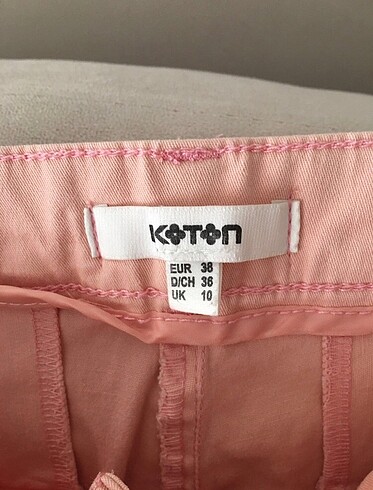 KOTON
EUR 38
D/CH 36
UK 10